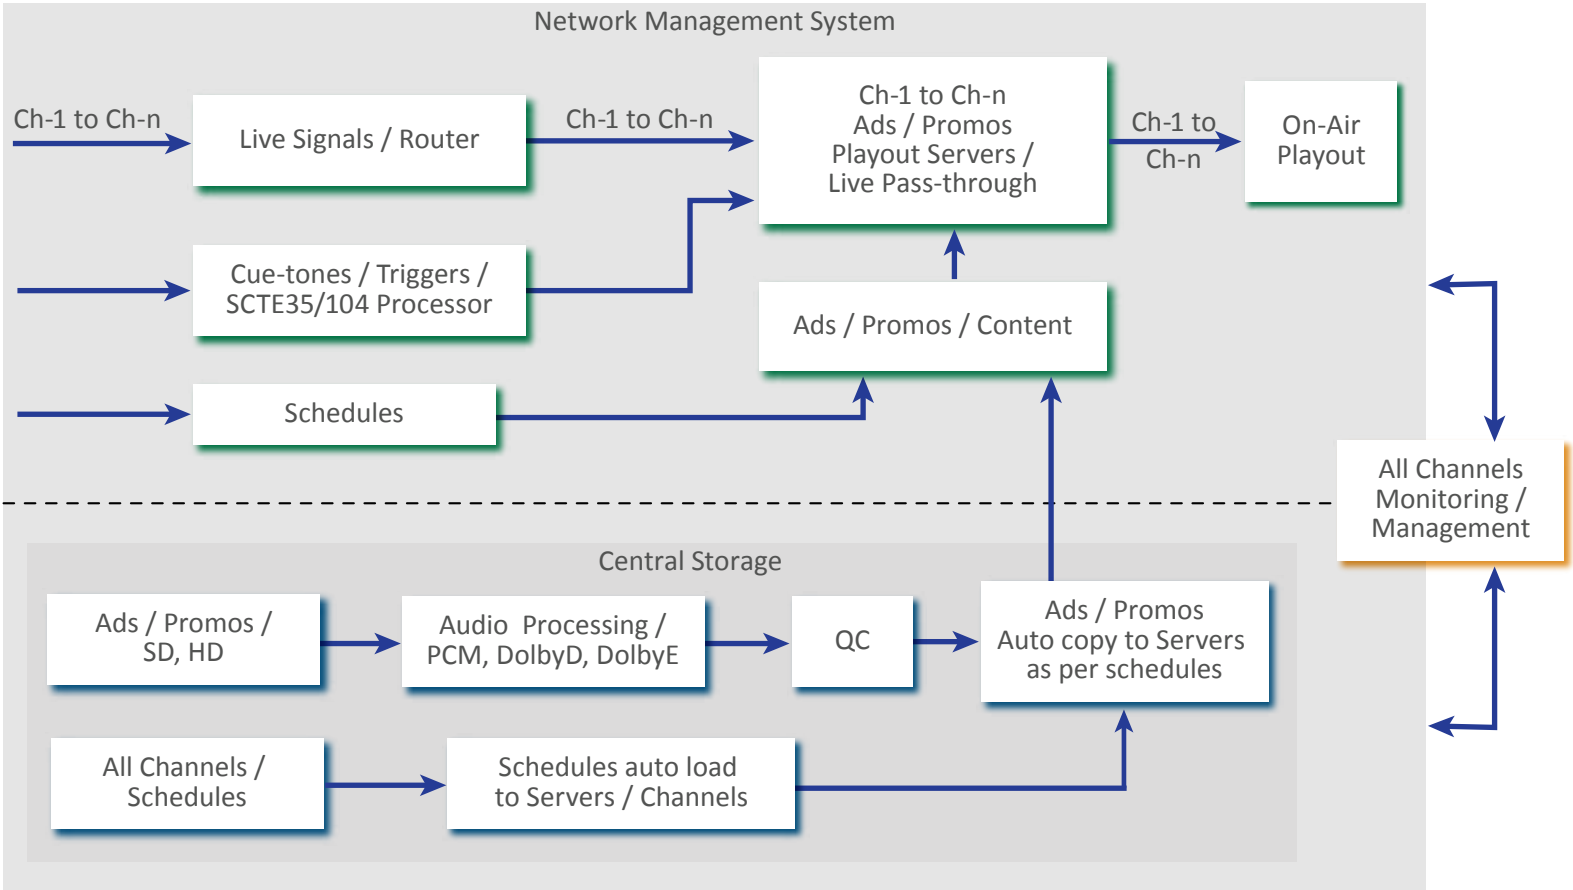 Network Management System
Ch-1 to Ch-n
Live Signals / Router
Ch-1 to Ch-n
Ch-1 to Ch-n
Ads / Promos
Playout Servers /
Live Pass-through
Ch-1 to
Ch-n
On-Air
Playout
Cue-tones / Triggers /
SCTE35/104 Processor
Ads / Promos / Content
Schedules
All Channels
Monitoring /
Management
Central Storage
Ads / Promos /
SD, HD
Audio Processing /
PCM, DolbyD, DolbyE
QC
Ads / Promos
Auto copy to Servers
as per schedules
All Channels /
Schedules
Schedules auto load
to Servers / Channels